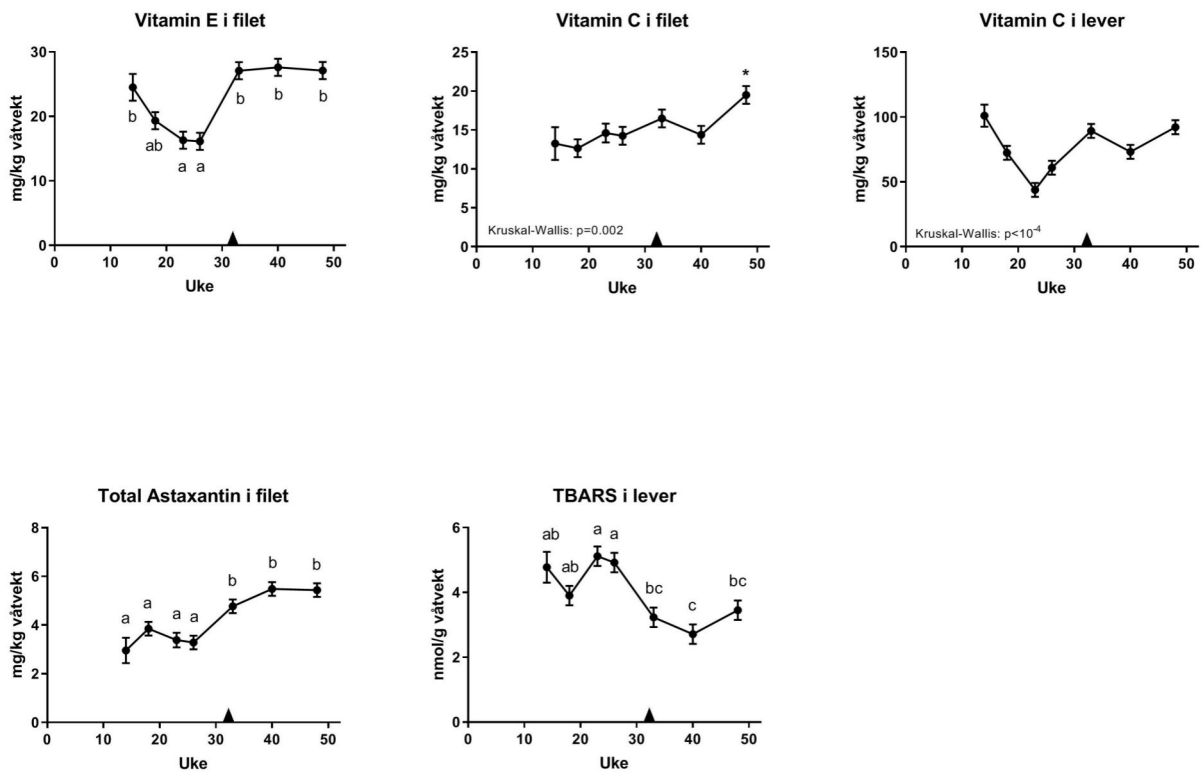 Vitamin E i filet
mg/kg våtvekt
30
20
10
0
b
ab
a
a
b
b
b
0 10 20 30 40 50
Uke
Vitamin C i filet
mg/kg våtvekt
25
20
15
10
5
0
*
Kruskal-Wallis: p=0.002
0 10 20 30 40 50
Uke
Vitamin C i lever
mg/kg våtvekt
150
100
50
0
Kruskal-Wallis: p<10⁻⁴
0 10 20 30 40 50
Uke
Total Astaxantin i filet
mg/kg våtvekt
8
6
4
2
0
a
a
a
a
b
b
b
0 10 20 30 40 50
Uke
TBARS i lever
nmol/g våtvekt
6
4
2
0
ab
ab
a
a
bc
c
bc
0 10 20 30 40 50
Uke